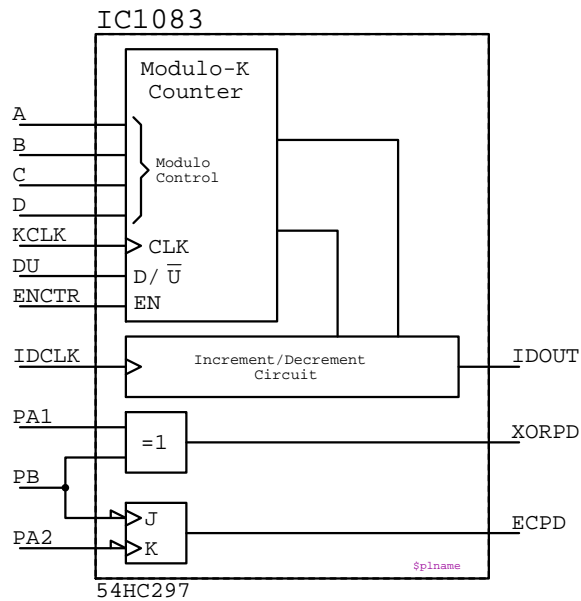 IC1083
Modulo-K
Counter
A
B
C
D
Modulo
Control
KCLK
CLK
DU
D/ U̅
ENCTR
EN
IDCLK
Increment/Decrement
Circuit
IDOUT
PA1
=1
XORPD
PB
J
ECPD
PA2
K
$plname
54HC297